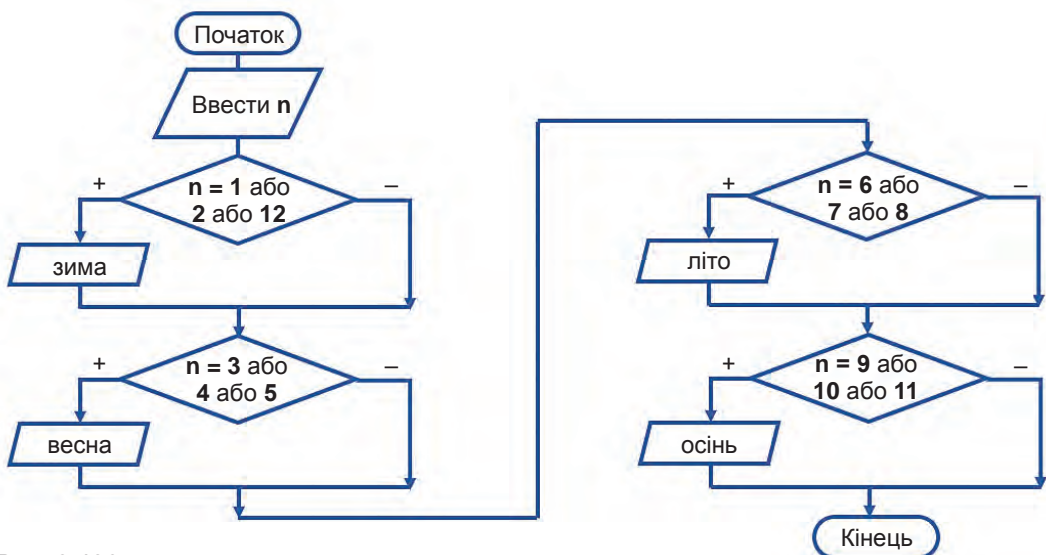 Початок
Ввести n
+
–
n = 1 або
2 або 12
зима
+
–
n = 3 або
4 або 5
весна
+
–
n = 6 або
7 або 8
літо
+
–
n = 9 або
10 або 11
осінь
Кінець